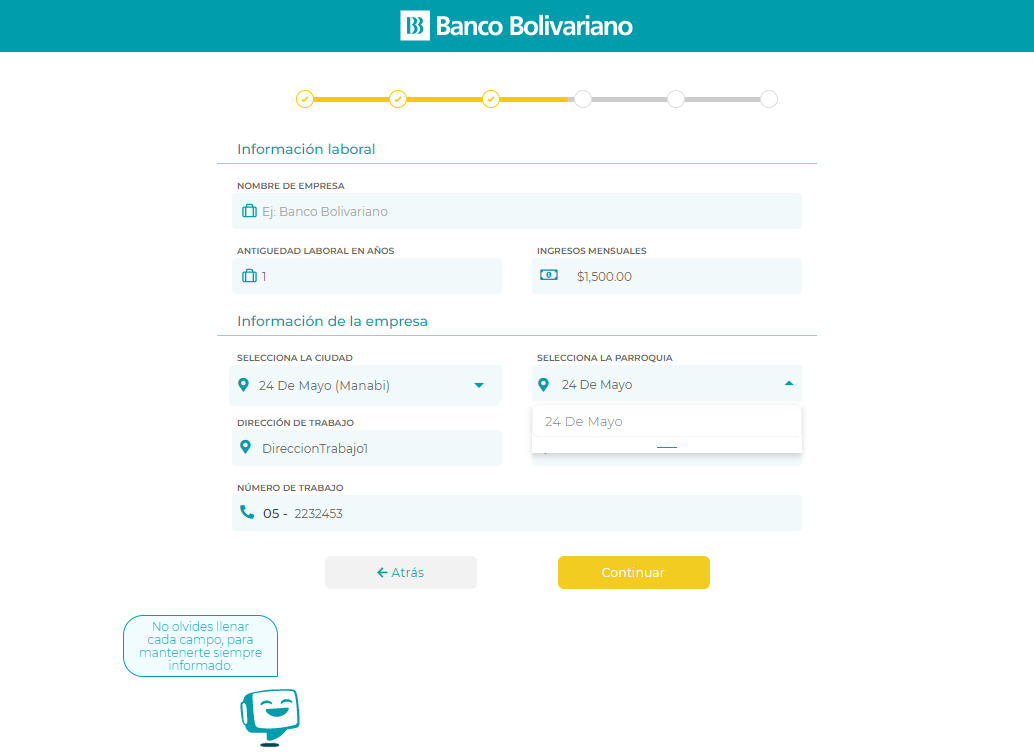 Banco Bolivariano
Información laboral
NOMBRE DE EMPRESA
Ej: Banco Bolivariano
ANTIGUEDAD LABORAL EN AÑOS
INGRESOS MENSUALES
1
$1,500.00
Información de la empresa
SELECCIONA LA CIUDAD
SELECCIONA LA PARROQUIA
24 De Mayo (Manabi)
24 De Mayo
24 De Mayo
DIRECCIÓN DE TRABAJO
DireccionTrabajo1
NÚMERO DE TRABAJO
05 - 2232453
Atrás
Continuar
No olvides llenar
cada campo, para
mantenerte siempre
informado.